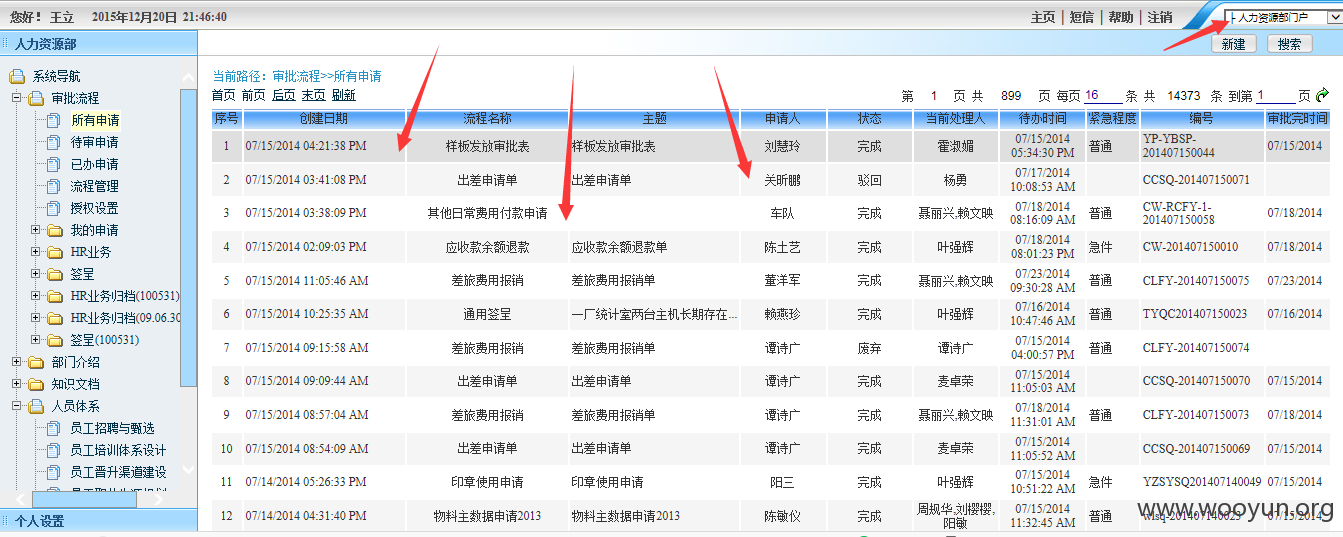 您好! 王立 2015年12月20日 21:46:40 主页 | 短信 | 帮助 | 注销 ├ 人力资源部门户
人力资源部 新建 搜索
系统导航
审批流程
所有申请
待审申请
已办申请
流程管理
授权设置
我的申请
HR业务
签呈
HR业务归档(100531)
HR业务归档(09.06.30
签呈(100531)
部门介绍
知识文档
人员体系
员工招聘与甄选
员工培训体系设计
员工晋升渠道建设
个人设置
当前路径：审批流程>>所有申请
首页 前页 后页 末页 刷新 第 1 页 共 899 页 每页 16 条 共 14373 条 到第 1 页
序号 创建日期 流程名称 主题 申请人 状态 当前处理人 待办时间 紧急程度 编号 审批完时间
1 07/15/2014 04:21:38 PM 样板发放审批表 样板发放审批表 刘慧玲 完成 霍淑媚 07/15/2014 05:34:30 PM 普通 YP-YBSP-201407150044 07/15/2014
2 07/15/2014 03:41:08 PM 出差申请单 出差申请单 关昕鹏 驳回 杨勇 07/17/2014 10:08:53 AM CCSQ-201407150071
3 07/15/2014 03:38:09 PM 其他日常费用付款申请 车队 完成 聂丽兴,赖文映 07/18/2014 08:16:09 AM 普通 CW-RCFY-1-201407150058 07/18/2014
4 07/15/2014 02:09:03 PM 应收款余额退款 应收款余额退款单 陈土艺 完成 叶强辉 07/18/2014 08:01:23 PM 急件 CW-201407150010 07/18/2014
5 07/15/2014 11:05:46 AM 差旅费用报销 差旅费用报销单 董洋军 完成 聂丽兴,赖文映 07/23/2014 09:30:28 AM 普通 CLFY-201407150075 07/23/2014
6 07/15/2014 10:25:35 AM 通用签呈 一厂统计室两台主机长期存在... 赖燕珍 完成 叶强辉 07/16/2014 10:47:46 AM 普通 TYQC201407150023 07/16/2014
7 07/15/2014 09:15:58 AM 差旅费用报销 差旅费用报销单 谭诗广 废弃 谭诗广 07/15/2014 04:00:57 PM 普通 CLFY-201407150074
8 07/15/2014 09:09:44 AM 出差申请单 出差申请单 谭诗广 完成 麦卓荣 07/15/2014 11:05:03 AM CCSQ-201407150070 07/15/2014
9 07/15/2014 08:57:04 AM 差旅费用报销 差旅费用报销单 谭诗广 完成 聂丽兴,赖文映 07/18/2014 11:31:01 AM 普通 CLFY-201407150073 07/18/2014
10 07/15/2014 08:54:09 AM 出差申请单 出差申请单 谭诗广 完成 麦卓荣 07/15/2014 11:05:52 AM CCSQ-201407150069 07/15/2014
11 07/14/2014 05:26:33 PM 印章使用申请 印章使用申请 阳三 完成 叶强辉 07/15/2014 10:51:22 AM 急件 YZSYSQ201407140049 07/15/2014
12 07/14/2014 04:31:40 PM 物料主数据申请2013 物料主数据申请2013 陈敏仪 完成 周规华,刘樱樱,阳敏 07/15/2014 11:32:45 AM 普通 07/15/2014
www.wooyun.org